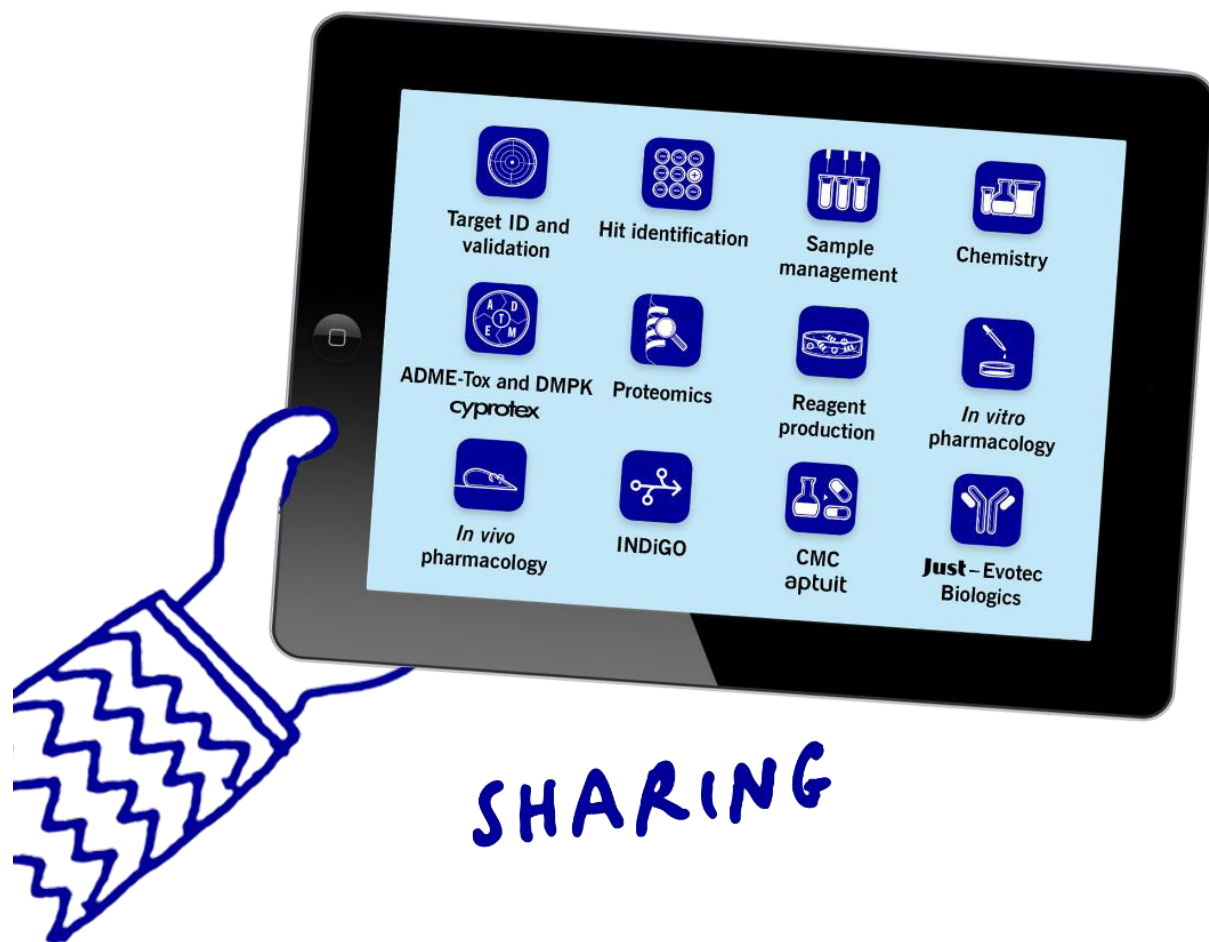 Target ID and
validation
Hit identification
Sample
management
Chemistry
A D T E M
ADME-Tox and DMPK
cyprotex
Proteomics
Reagent
production
In vitro
pharmacology
In vivo
pharmacology
INDiGO
CMC
aptuit
Just – Evotec
Biologics
SHARING